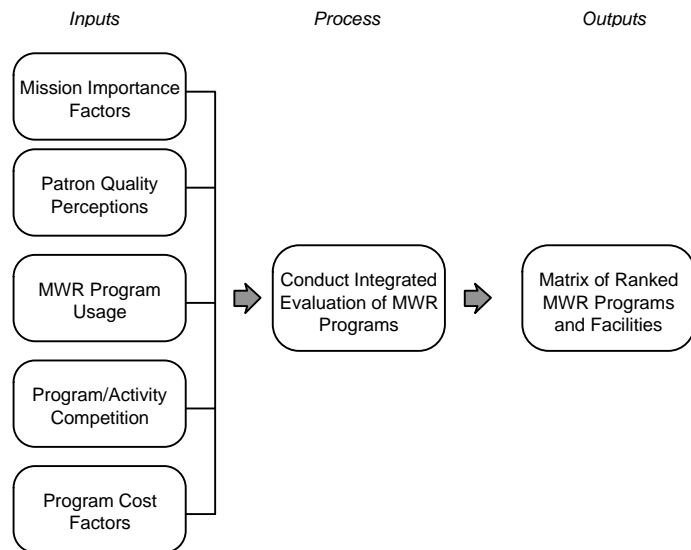 Inputs
Process
Outputs
Mission Importance
Factors
Patron Quality
Perceptions
MWR Program
Usage
Program/Activity
Competition
Program Cost
Factors
Conduct Integrated
Evaluation of MWR
Programs
Matrix of Ranked
MWR Programs
and Facilities